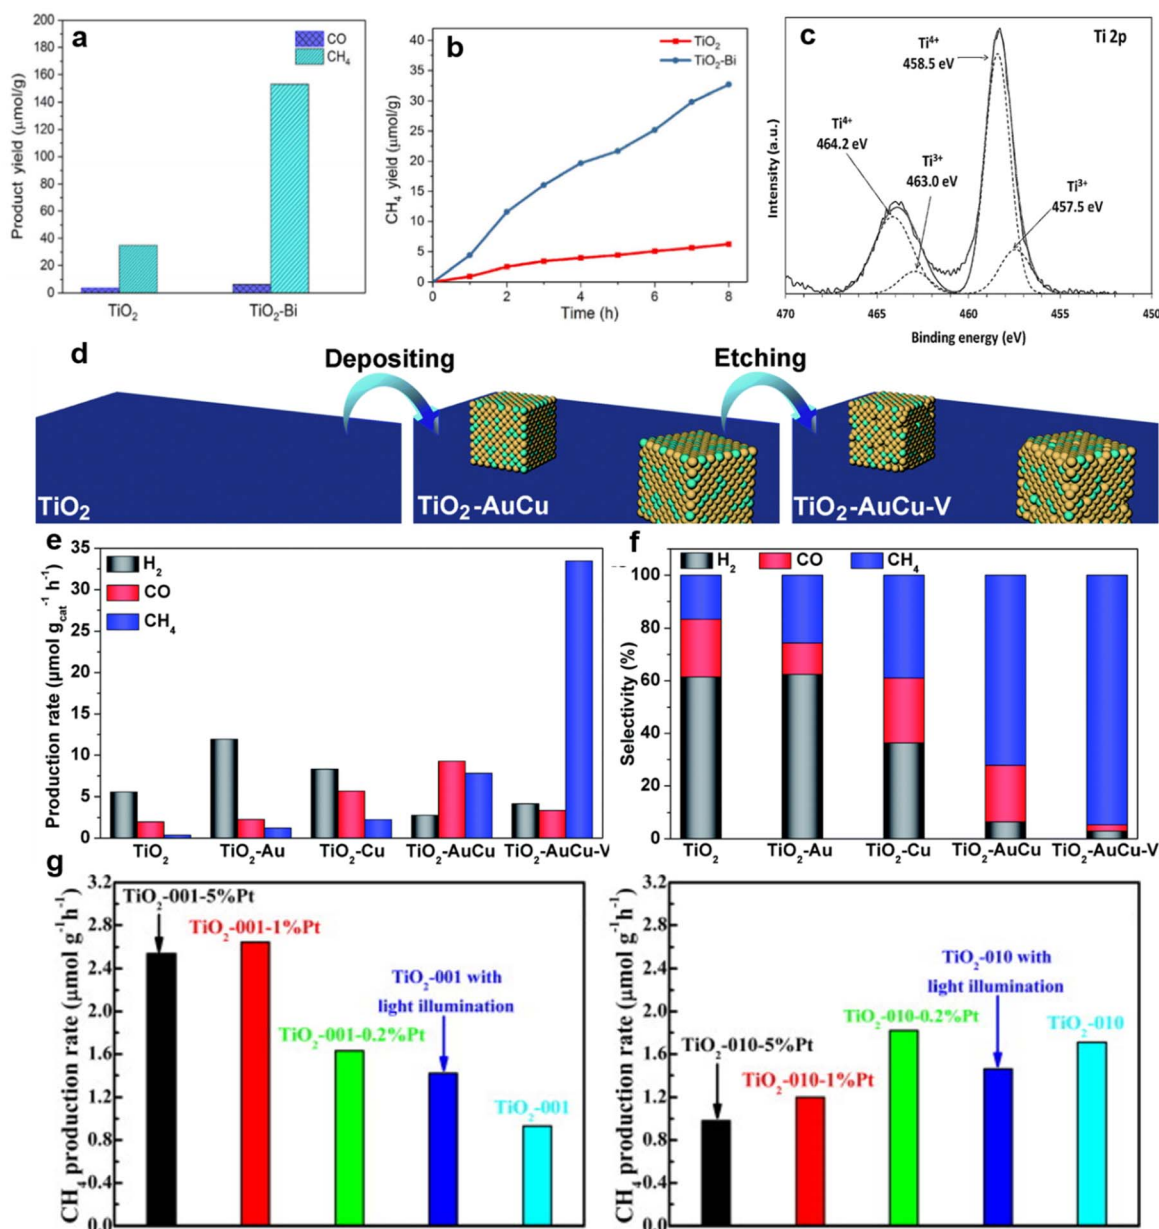 a
200
180
160
140
120
100
80
60
40
20
0
Product yield (μmol/g)
CO
CH4
TiO2
TiO2-Bi
b
40
35
30
25
20
15
10
5
0
CH4 yield (μmol/g)
TiO2
TiO2-Bi
0 2 4 6 8
Time (h)
c
Ti 2p
Ti4+
458.5 eV
Ti4+
464.2 eV
Ti3+
463.0 eV
Ti3+
457.5 eV
Intensity (a.u.)
470 465 460 455 450
Binding energy (eV)
d
Depositing
Etching
TiO2
TiO2-AuCu
TiO2-AuCu-V
e
35
30
25
20
15
10
5
0
Production rate (μmol gcat-1 h-1)
H2
CO
CH4
TiO2 TiO2-Au TiO2-Cu TiO2-AuCu TiO2-AuCu-V
f
H2 CO CH4
100
80
60
40
20
0
Selectivity (%)
TiO2 TiO2-Au TiO2-Cu TiO2-AuCu TiO2-AuCu-V
g
3.2
2.8
2.4
2.0
1.6
1.2
0.8
0.4
0.0
CH4 production rate (μmol g-1h-1)
TiO2-001-5%Pt
TiO2-001-1%Pt
TiO2-001-0.2%Pt
TiO2-001 with
light illumination
TiO2-001
3.2
2.8
2.4
2.0
1.6
1.2
0.8
0.4
0.0
CH4 production rate (μmol g-1h-1)
TiO2-010-5%Pt
TiO2-010-1%Pt
TiO2-010-0.2%Pt
TiO2-010 with
light illumination
TiO2-010